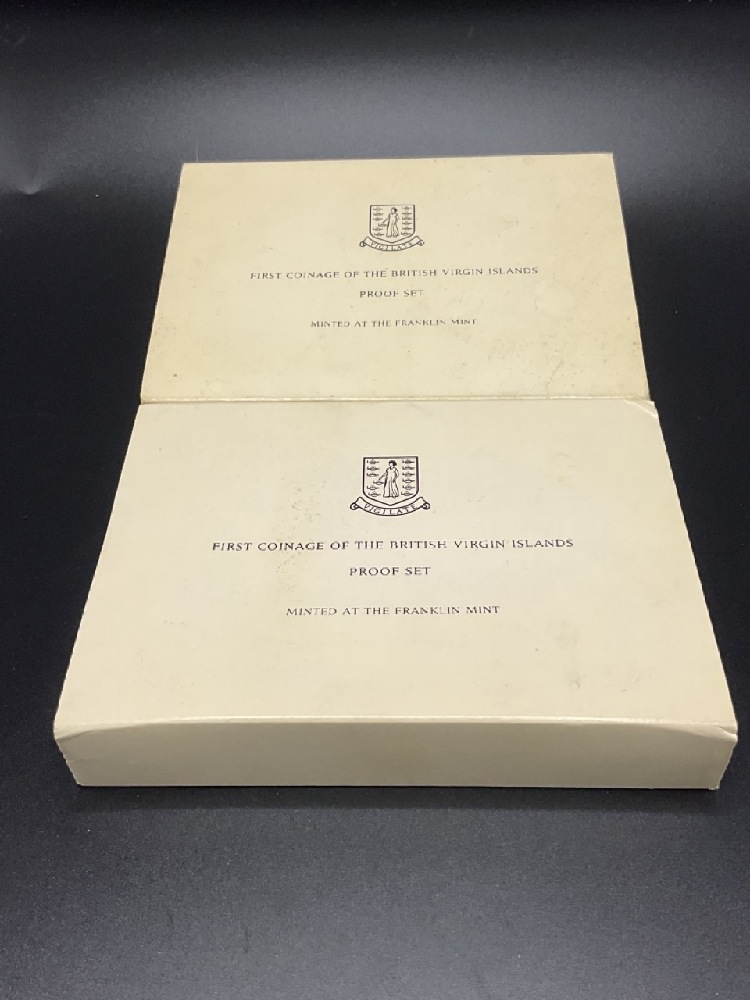 VIGILATE
FIRST COINAGE OF THE BRITISH VIRGIN ISLANDS
PROOF SET
MINTED AT THE FRANKLIN MINT
VIGILATE
FIRST COINAGE OF THE BRITISH VIRGIN ISLANDS
PROOF SET
MINTED AT THE FRANKLIN MINT